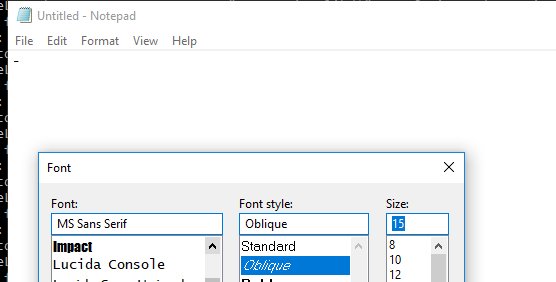 Untitled - Notepad
File Edit Format View Help
-
Font
Font: Font style: Size:
MS Sans Serif Oblique 15
Impact Standard 8
Lucida Console Oblique 10
12